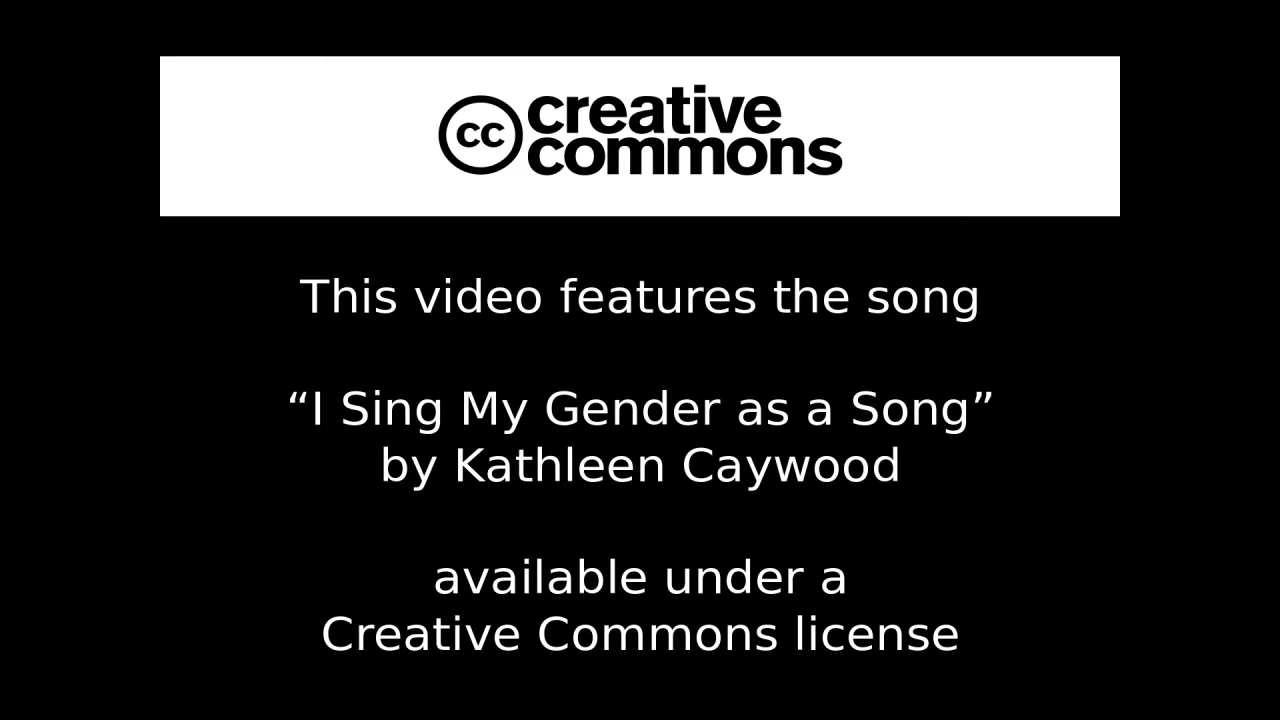 cc creative
commons
This video features the song
“I Sing My Gender as a Song”
by Kathleen Caywood
available under a
Creative Commons license